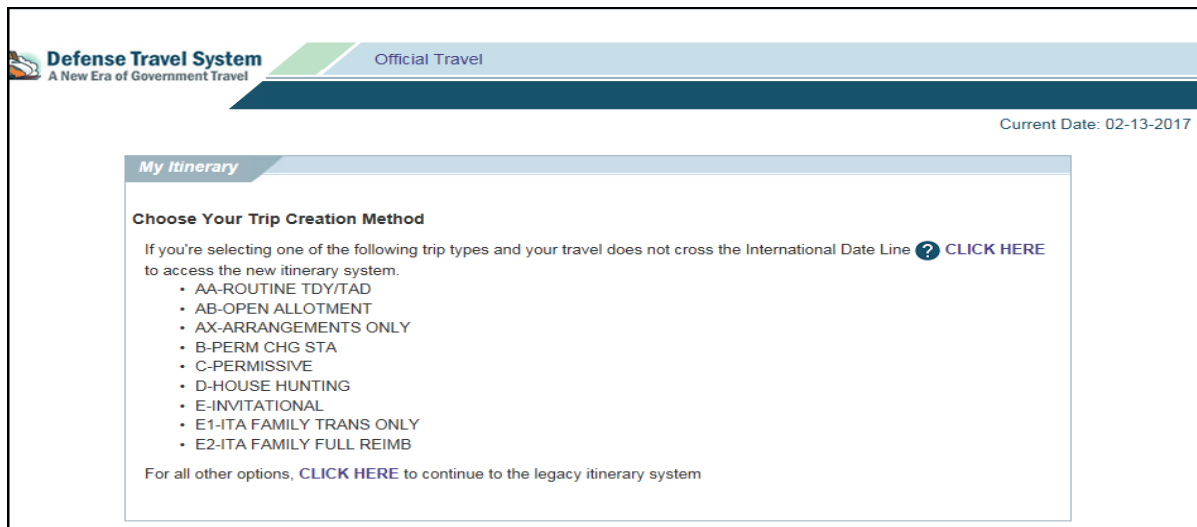 Defense Travel System
A New Era of Government Travel
Official Travel
Current Date: 02-13-2017
My Itinerary
Choose Your Trip Creation Method
If you're selecting one of the following trip types and your travel does not cross the International Date Line ? CLICK HERE
to access the new itinerary system.
• AA-ROUTINE TDY/TAD
• AB-OPEN ALLOTMENT
• AX-ARRANGEMENTS ONLY
• B-PERM CHG STA
• C-PERMISSIVE
• D-HOUSE HUNTING
• E-INVITATIONAL
• E1-ITA FAMILY TRANS ONLY
• E2-ITA FAMILY FULL REIMB
For all other options, CLICK HERE to continue to the legacy itinerary system